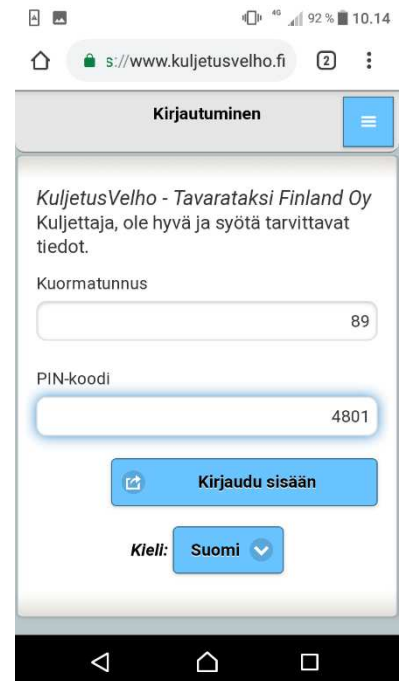 4G 92 % 10.14
s://www.kuljetusvelho.fi 2
Kirjautuminen
KuljetusVelho - Tavarataksi Finland Oy
Kuljettaja, ole hyvä ja syötä tarvittavat
tiedot.
Kuormatunnus
89
PIN-koodi
4801
Kirjaudu sisään
Kieli: Suomi